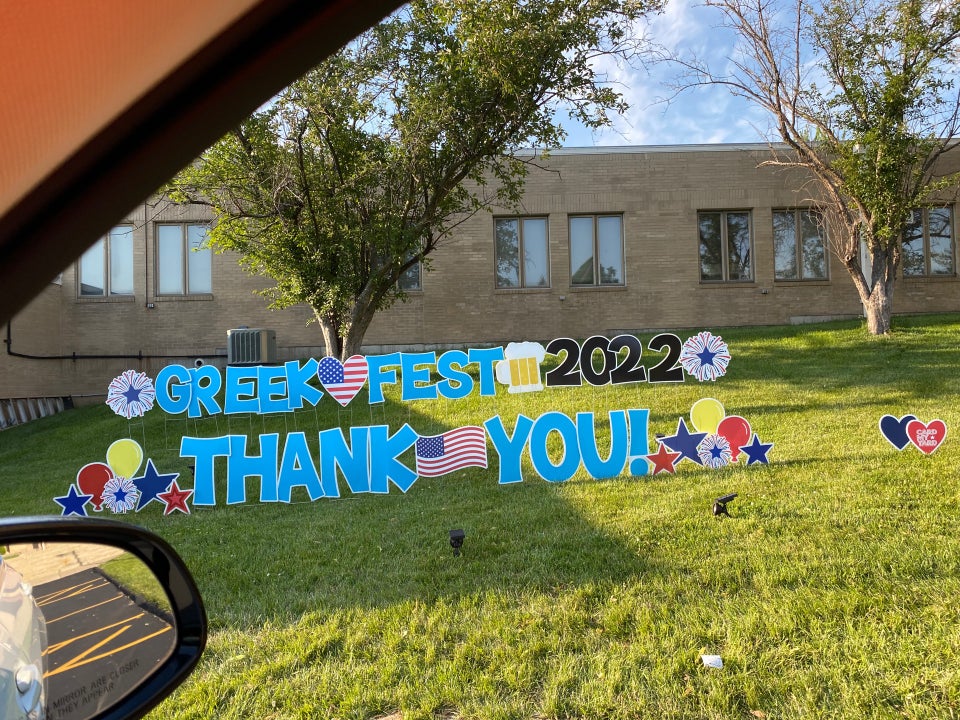 GREEK FEST 2022
THANK YOU!
CARD MY YARD
MIRROR ARE CLOSER
THEY APPEAR